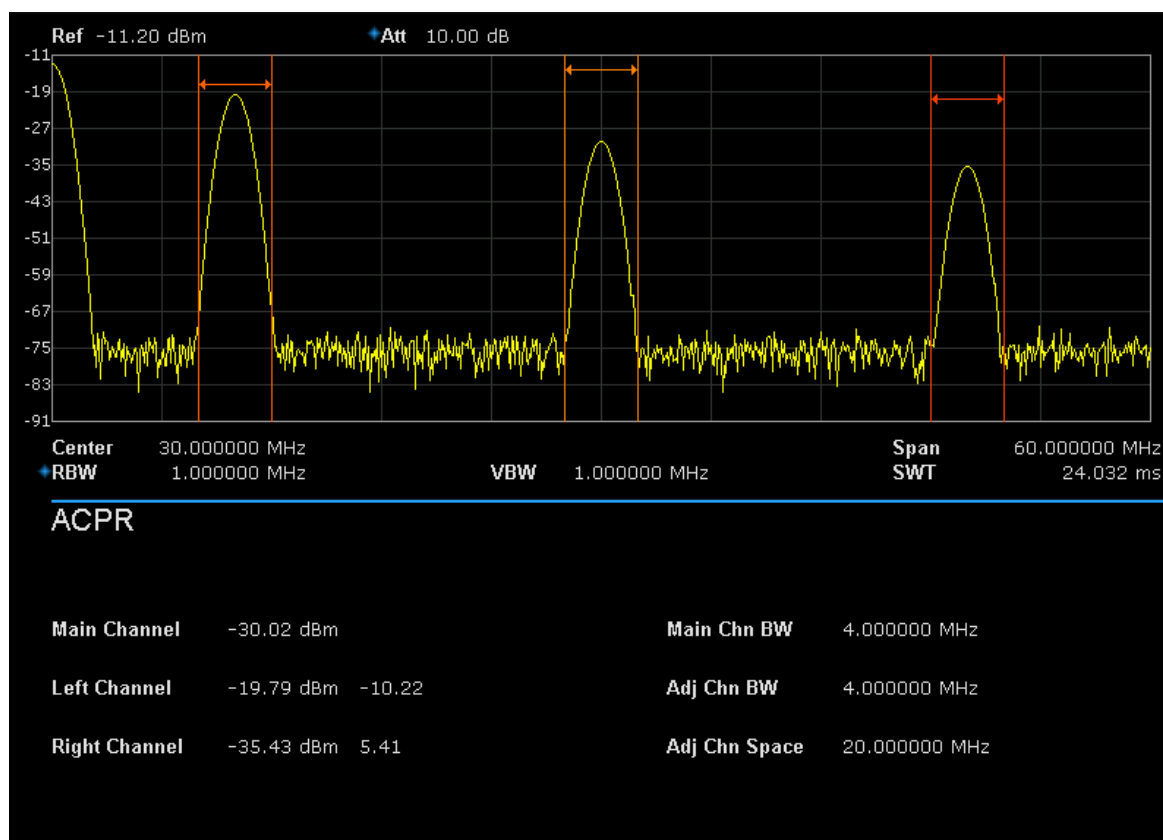 Ref -11.20 dBm Att 10.00 dB
-11
-19
-27
-35
-43
-51
-59
-67
-75
-83
-91
Center 30.000000 MHz Span 60.000000 MHz
RBW 1.000000 MHz VBW 1.000000 MHz SWT 24.032 ms
ACPR
Main Channel -30.02 dBm Main Chn BW 4.000000 MHz
Left Channel -19.79 dBm -10.22 Adj Chn BW 4.000000 MHz
Right Channel -35.43 dBm 5.41 Adj Chn Space 20.000000 MHz